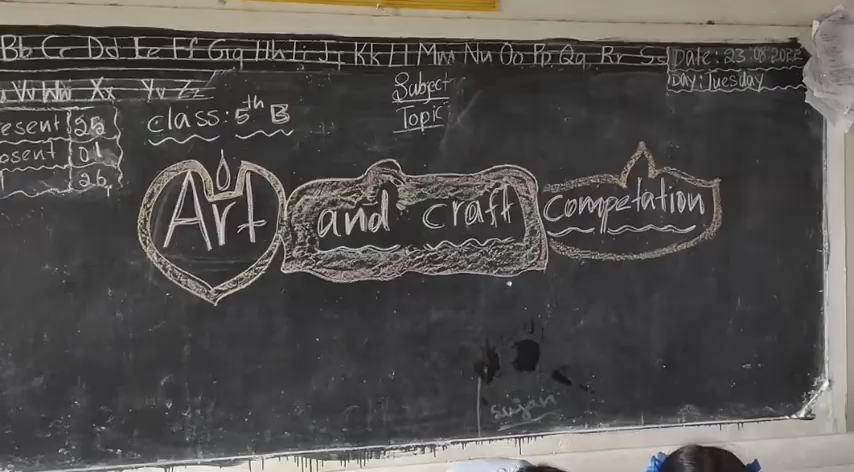 Bb Cc Dd Ee Ff Gg Hh Ii Jj Kk Ll Mm Nn Oo Pp Qq Rr Ss
Date: 23.08.2022
Vv Ww Xx Yy Zz
Day: Tuesday
Subject
Topic
esent 25
Class: 5th B
osent 01
26
Art and craft competation
sujan